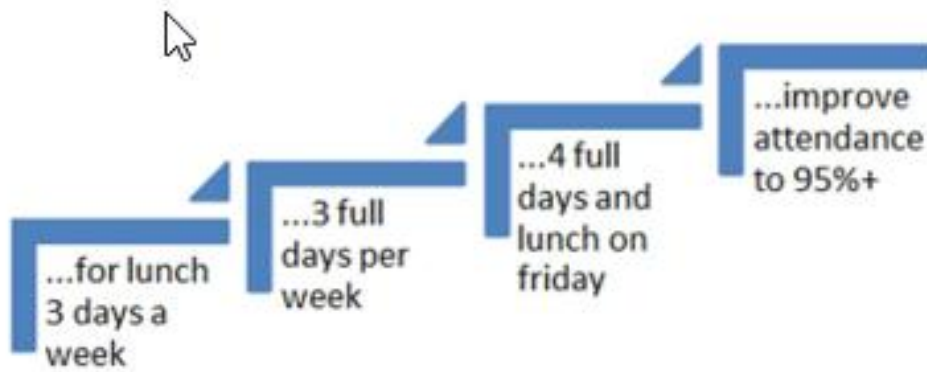 ...for lunch
3 days a
week
...3 full
days per
week
...4 full
days and
lunch on
friday
...improve
attendance
to 95%+